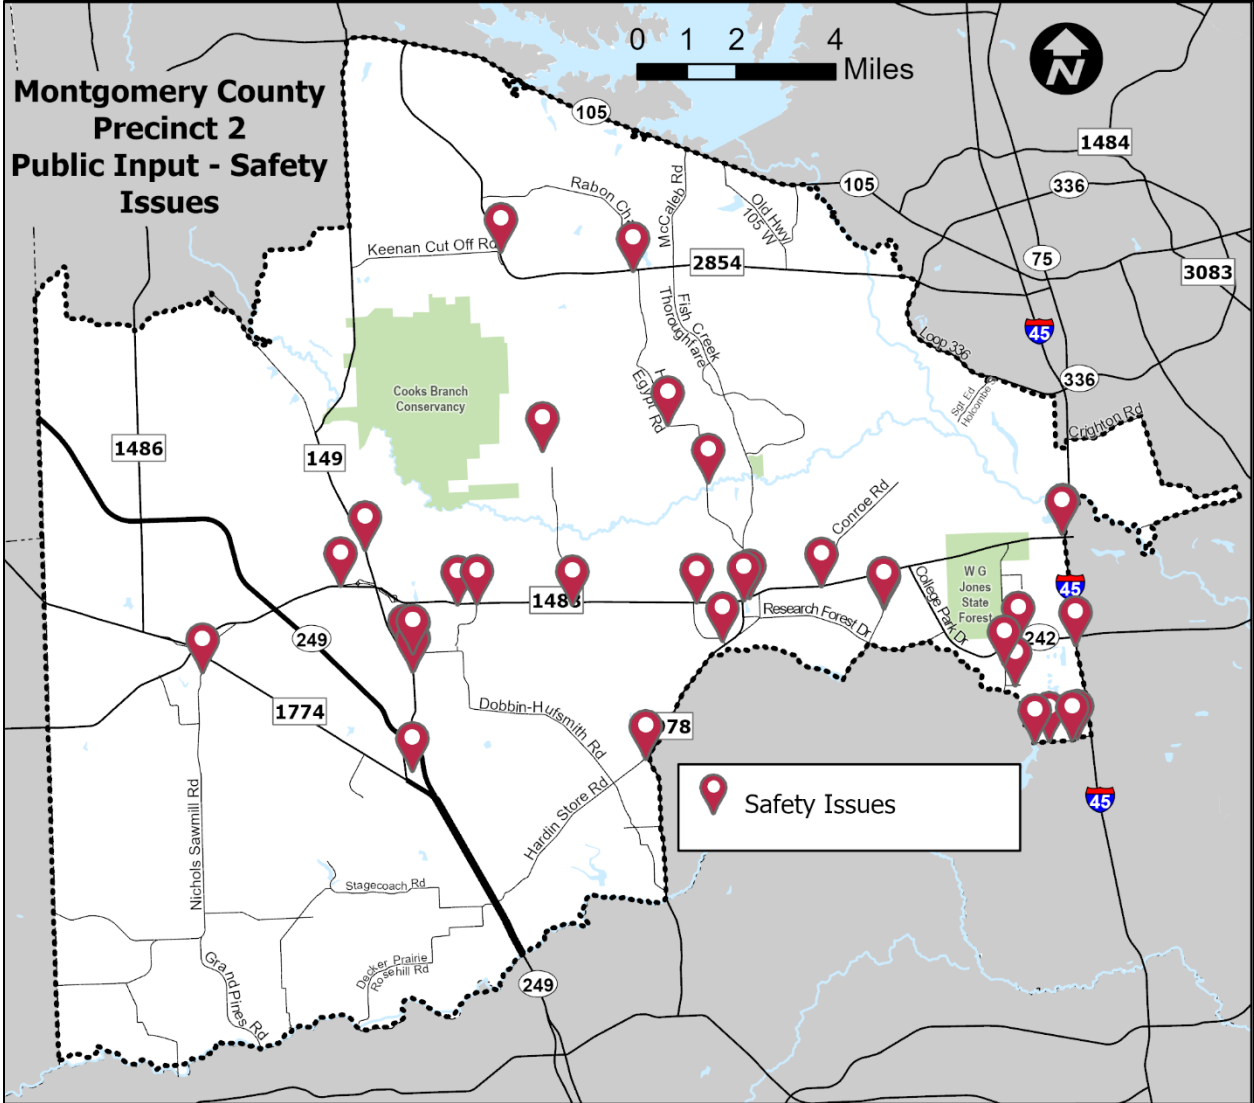 Montgomery County
Precinct 2
Public Input - Safety
Issues
0 1 2 4
Miles
N
105
1484
336
105
Rabon
McCaleb Rd
Old Hwy
105 W
75
3083
Keenan Cut Off Rd
2854
45
Fish Creek
Thoroughfare
Loop 336
336
Sgt Ed
Holcombe
Egypt Rd
Cooks Branch
Conservancy
Crighton Rd
1486
149
Conroe Rd
W G
Jones
State
Forest
College Park Dr
45
Research Forest Dr
242
249
1774
Dobbin-Hufsmith Rd
Hardin Store Rd
Nichols Sawmill Rd
Safety Issues
45
Stagecoach Rd
Decker Prairie
Rosehill Rd
Grand Pines Rd
249